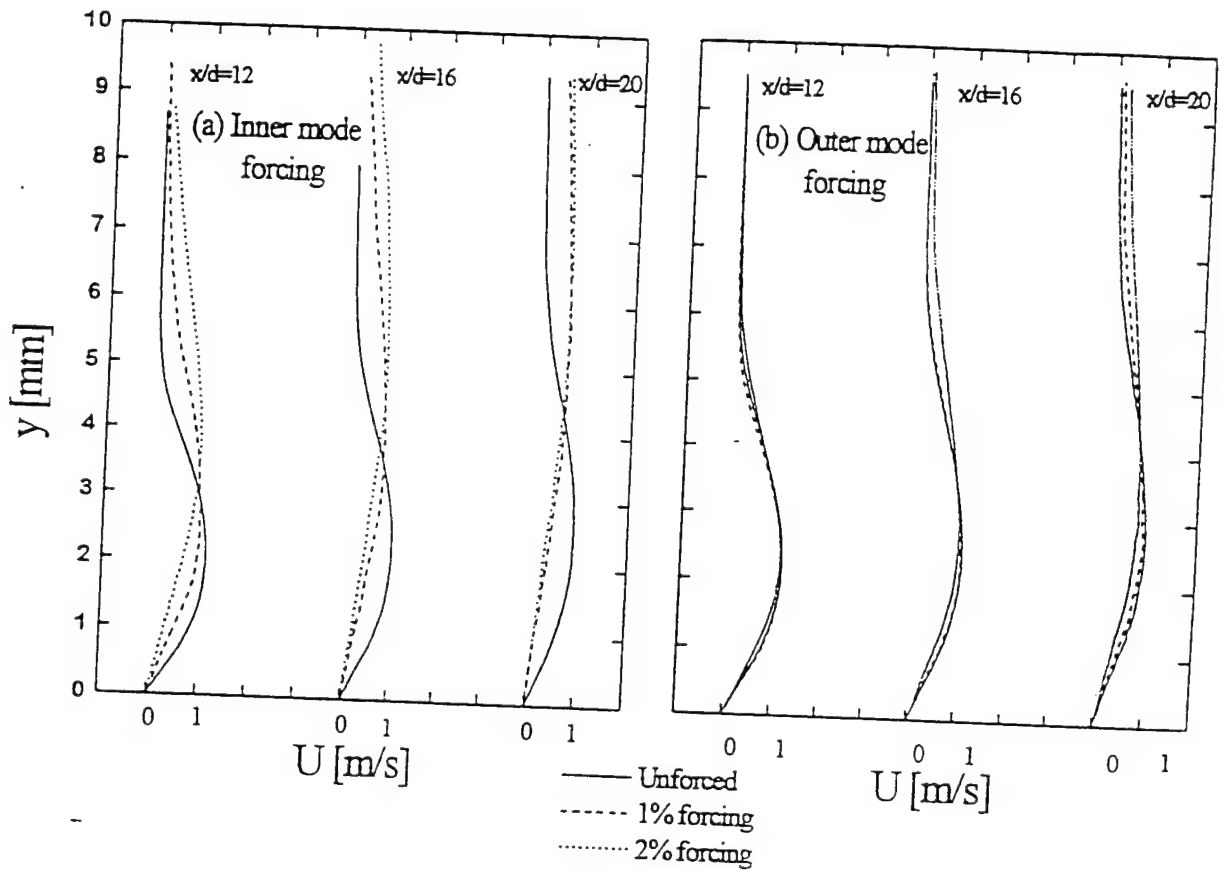 10
9
8
7
6
5
4
3
2
1
0
y [mm]
x/d=12
x/d=16
x/d=20
(a) Inner mode
forcing
0 1
0 1
0 1
U [m/s]
x/d=12
x/d=16
x/d=20
(b) Outer mode
forcing
0 1
0 1
0 1
U [m/s]
Unforced
1% forcing
2% forcing